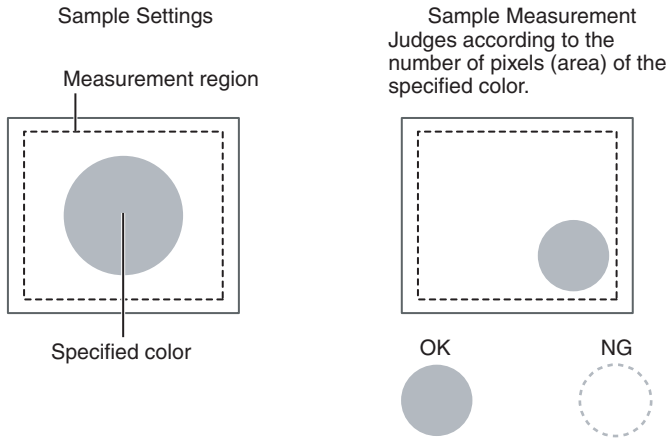 Sample Settings
Measurement region
Specified color
Sample Measurement
Judges according to the
number of pixels (area) of the
specified color.
OK
NG